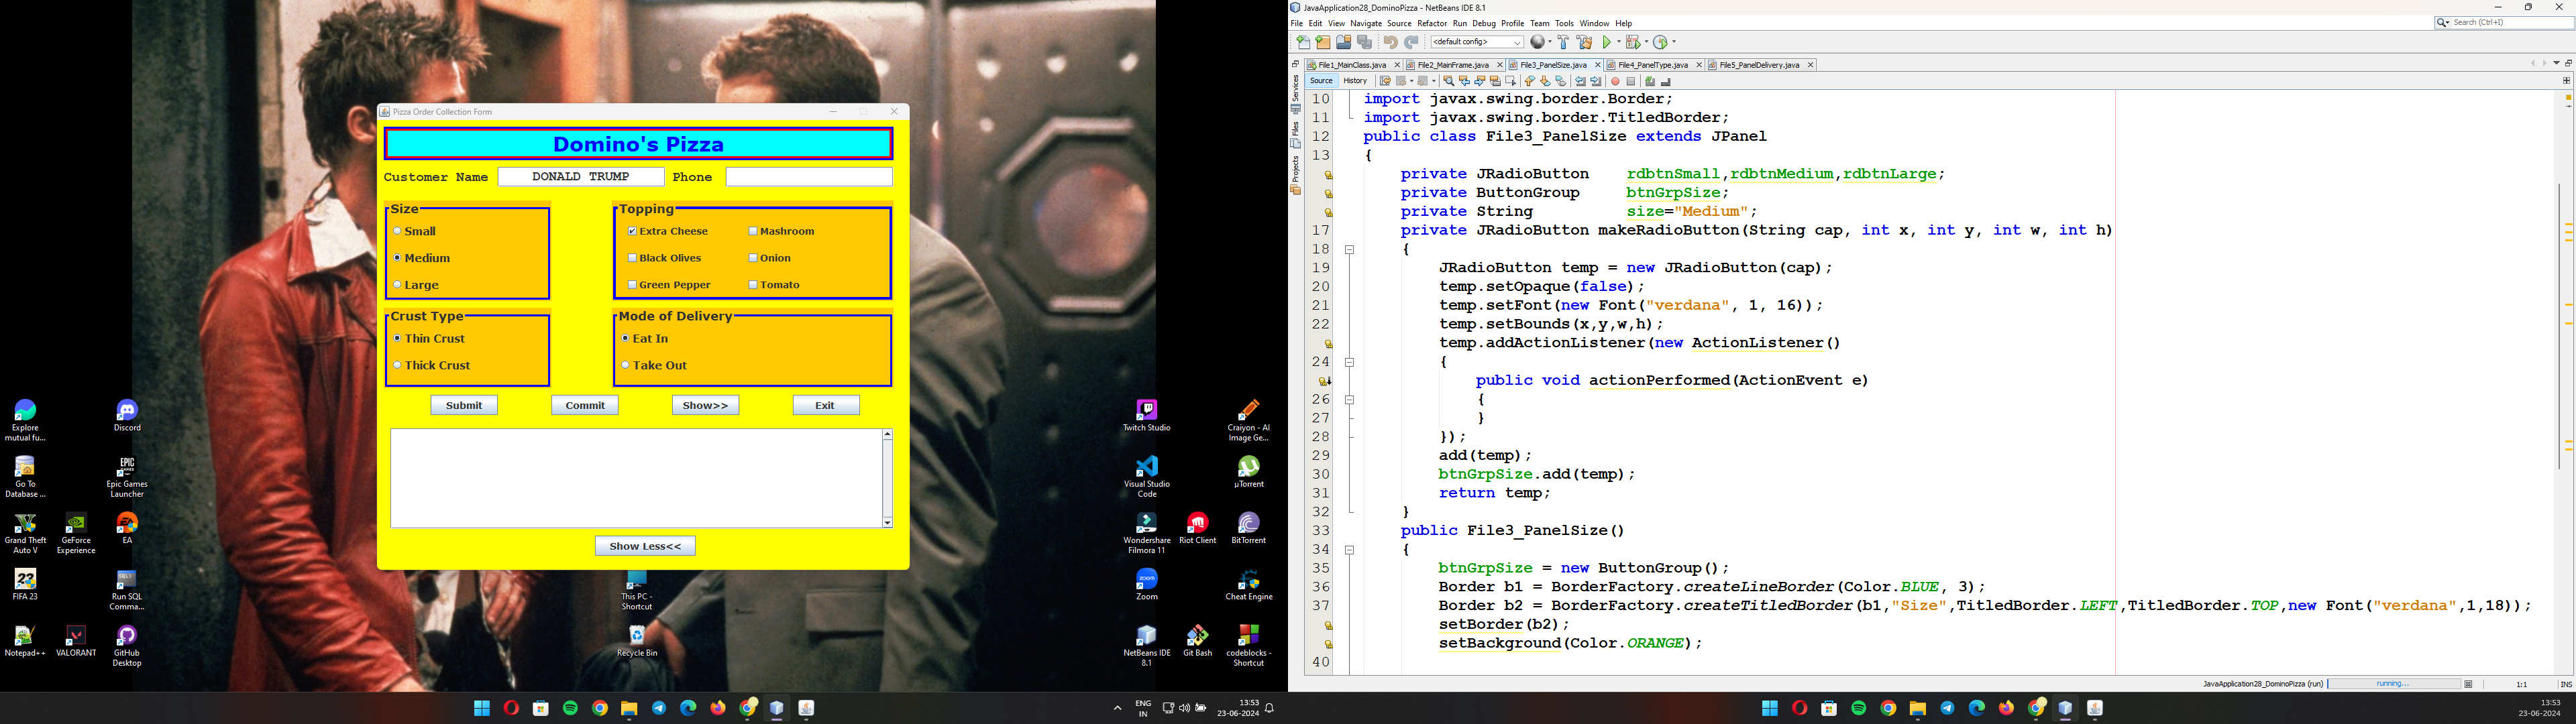 Pizza Order Collection Form
Domino's Pizza
Customer Name DONALD TRUMP Phone
Size
Small
Medium
Large
Topping
Extra Cheese Mashroom
Black Olives Onion
Green Pepper Tomato
Crust Type
Thin Crust
Thick Crust
Mode of Delivery
Eat In
Take Out
Submit Commit Show>> Exit
Show Less<<
Explore mutual fu...
Discord
Go To Database ...
EPIC GAMES
Epic Games Launcher
Grand Theft Auto V
GeForce Experience
EA
FIFA 23
Run SQL Comma...
Notepad++
VALORANT
GitHub Desktop
This PC - Shortcut
Recycle Bin
Twitch Studio
Craiyon - AI Image Ge...
Visual Studio Code
µTorrent
Wondershare Filmora 11
Riot Client
BitTorrent
zoom
Zoom
Cheat Engine
NetBeans IDE 8.1
Git Bash
codeblocks - Shortcut
ENG IN
13:53
23-06-2024
JavaApplication28_DominoPizza - NetBeans IDE 8.1
File Edit View Navigate Source Refactor Run Debug Profile Team Tools Window Help
Search (Ctrl+I)
<default config>
File1_MainClass.java File2_MainFrame.java File3_PanelSize.java File4_PanelType.java File5_PanelDelivery.java
Source History
Services
Files
Projects
10 import javax.swing.border.Border;
11 import javax.swing.border.TitledBorder;
12 public class File3_PanelSize extends JPanel
13 {
private JRadioButton rdbtnSmall,rdbtnMedium,rdbtnLarge;
private ButtonGroup btnGrpSize;
private String size="Medium";
17 private JRadioButton makeRadioButton(String cap, int x, int y, int w, int h)
18 {
19 JRadioButton temp = new JRadioButton(cap);
20 temp.setOpaque(false);
21 temp.setFont(new Font("verdana", 1, 16));
22 temp.setBounds(x,y,w,h);
temp.addActionListener(new ActionListener()
24 {
public void actionPerformed(ActionEvent e)
26 {
27 }
28 });
29 add(temp);
30 btnGrpSize.add(temp);
31 return temp;
32 }
33 public File3_PanelSize()
34 {
35 btnGrpSize = new ButtonGroup();
36 Border b1 = BorderFactory.createLineBorder(Color.BLUE, 3);
37 Border b2 = BorderFactory.createTitledBorder(b1,"Size",TitledBorder.LEFT,TitledBorder.TOP,new Font("verdana",1,18));
setBorder(b2);
setBackground(Color.ORANGE);
40
JavaApplication28_DominoPizza (run) running... 1:1 INS
13:53
23-06-2024